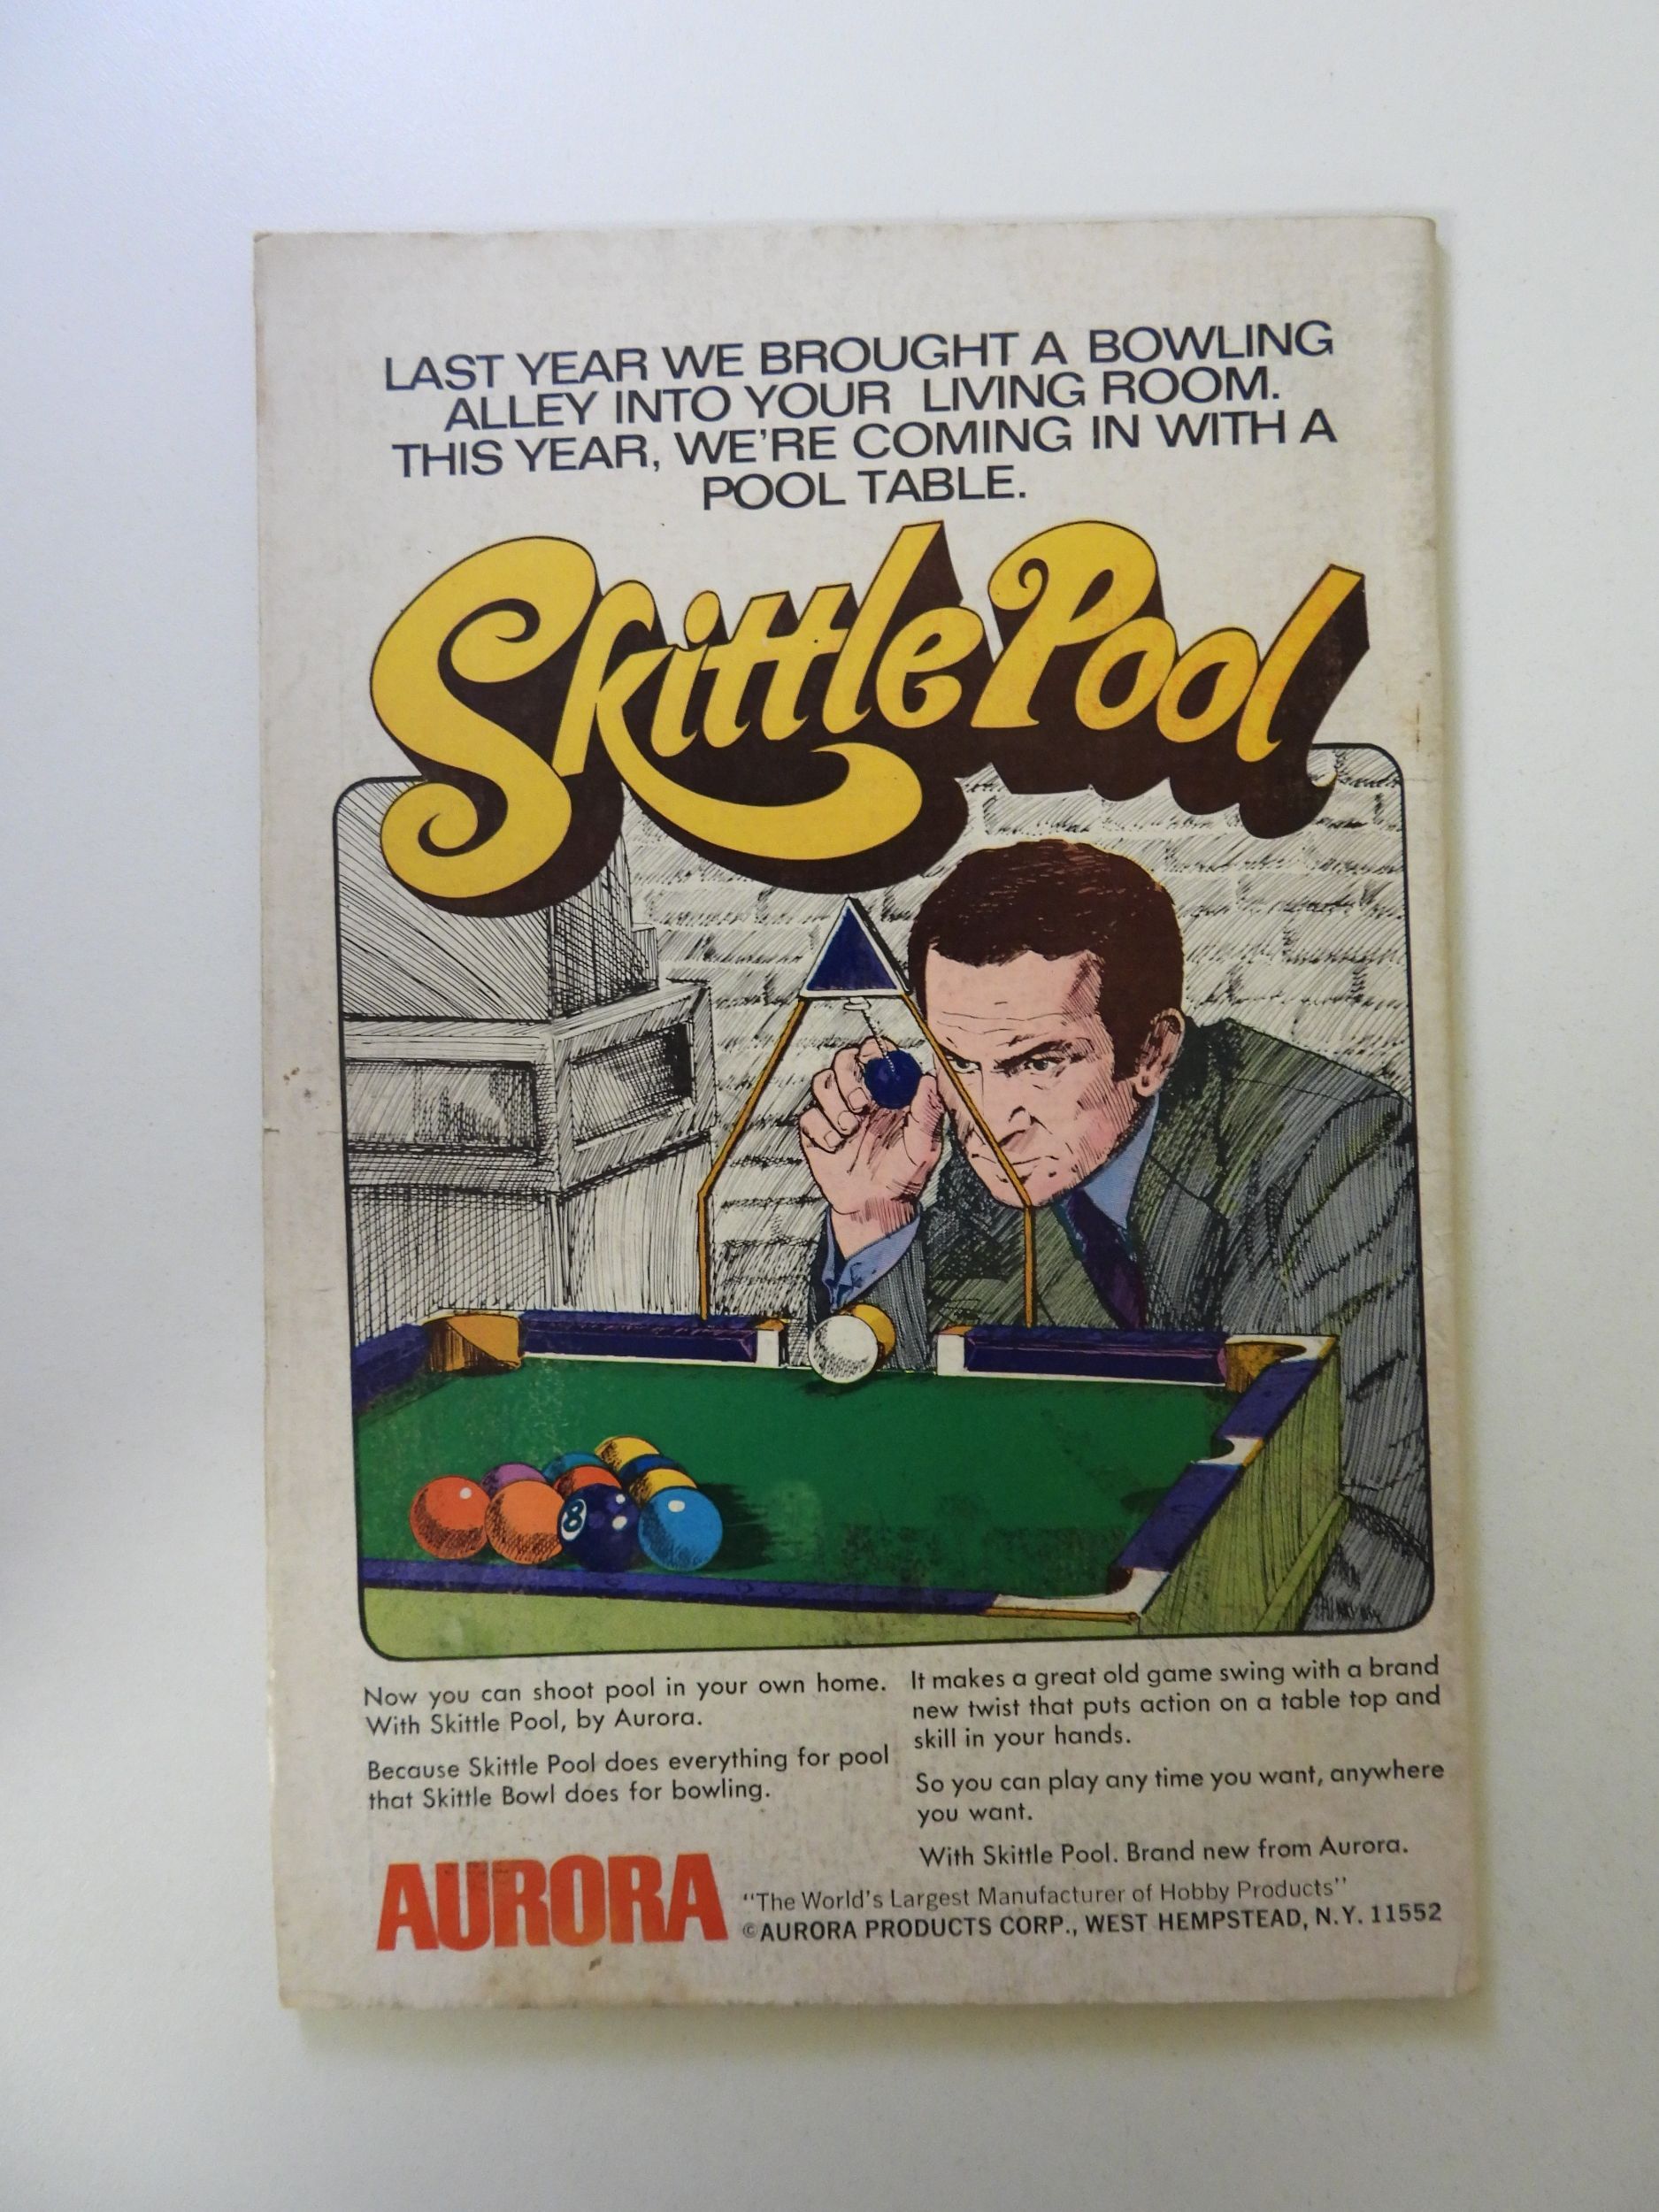 LAST YEAR WE BROUGHT A BOWLING
ALLEY INTO YOUR LIVING ROOM.
THIS YEAR, WE'RE COMING IN WITH A
POOL TABLE.
Skittle Pool
8
Now you can shoot pool in your own home.
With Skittle Pool, by Aurora.
Because Skittle Pool does everything for pool
that Skittle Bowl does for bowling.
It makes a great old game swing with a brand
new twist that puts action on a table top and
skill in your hands.
So you can play any time you want, anywhere
you want.
With Skittle Pool. Brand new from Aurora.
AURORA
"The World's Largest Manufacturer of Hobby Products"
©AURORA PRODUCTS CORP., WEST HEMPSTEAD, N.Y. 11552